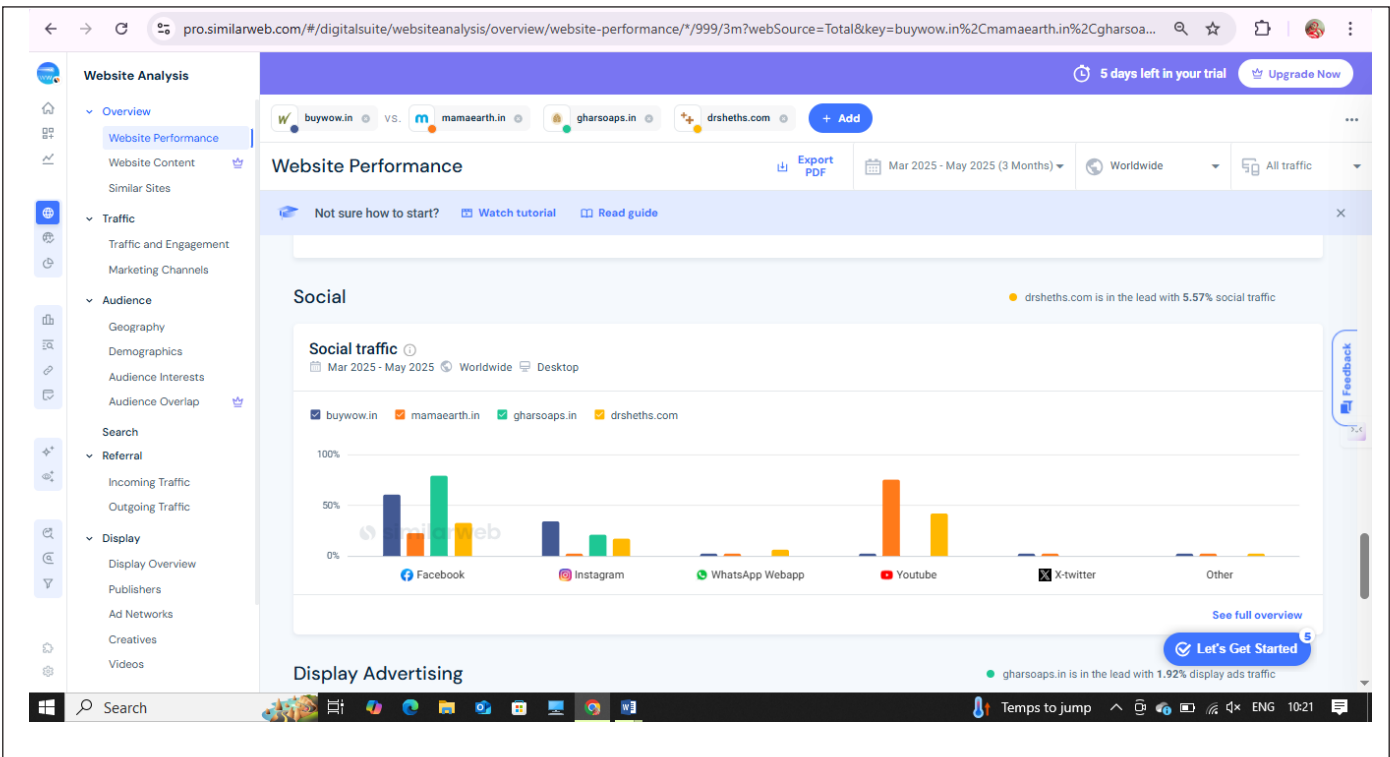 pro.similarweb.com/#/digitalsuite/websiteanalysis/overview/website-performance/*/999/3m?webSource=Total&key=buywow.in%2Cmamaearth.in%2Cgharsoa...
Website Analysis
5 days left in your trial
Upgrade Now
Overview
Website Performance
Website Content
Similar Sites
Traffic
Traffic and Engagement
Marketing Channels
Audience
Geography
Demographics
Audience Interests
Audience Overlap
Search
Referral
Incoming Traffic
Outgoing Traffic
Display
Display Overview
Publishers
Ad Networks
Creatives
Videos
buywow.in VS. mamaearth.in gharsoaps.in drsheths.com + Add
Website Performance
Export PDF
Mar 2025 - May 2025 (3 Months)
Worldwide
All traffic
Not sure how to start? Watch tutorial Read guide
Social
drsheths.com is in the lead with 5.57% social traffic
Social traffic
Mar 2025 - May 2025 Worldwide Desktop
buywow.in mamaearth.in gharsoaps.in drsheths.com
100%
50%
0%
similarweb
Facebook Instagram WhatsApp Webapp Youtube X-twitter Other
See full overview
Feedback
5
Let's Get Started
Display Advertising
gharsoaps.in is in the lead with 1.92% display ads traffic
Search
Temps to jump
ENG
10:21